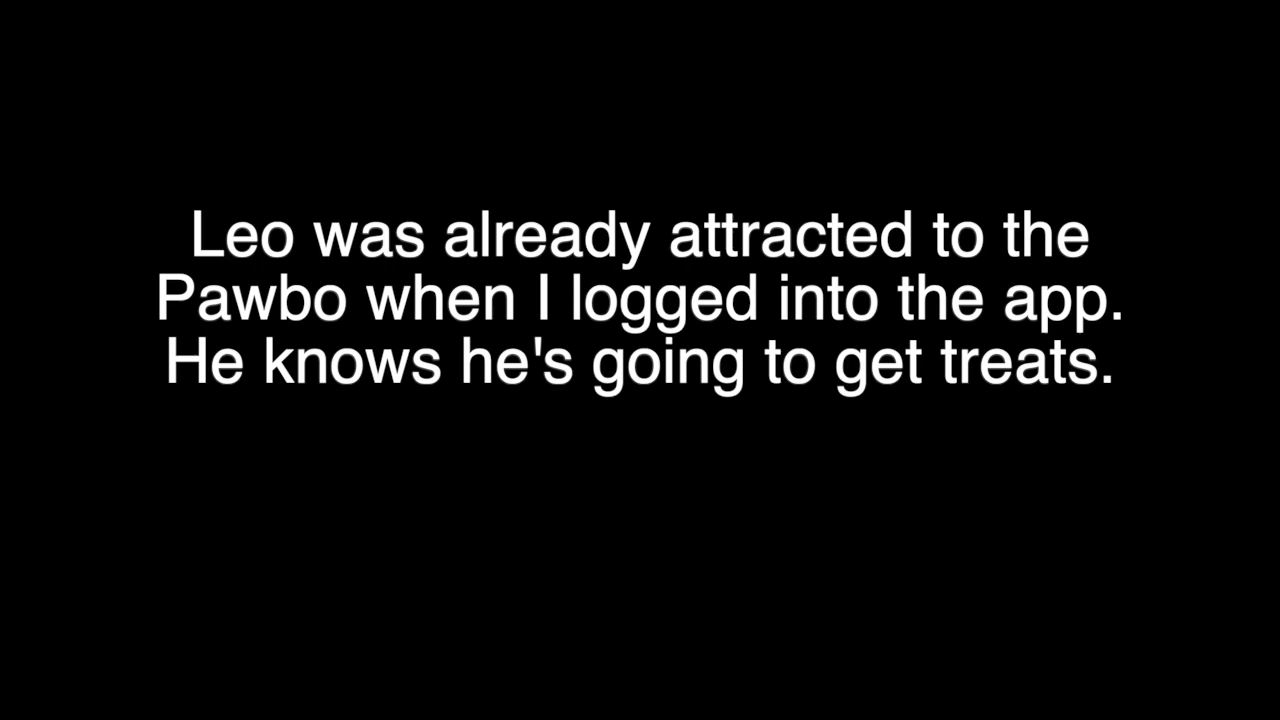 Leo was already attracted to the
Pawbo when I logged into the app.
He knows he's going to get treats.